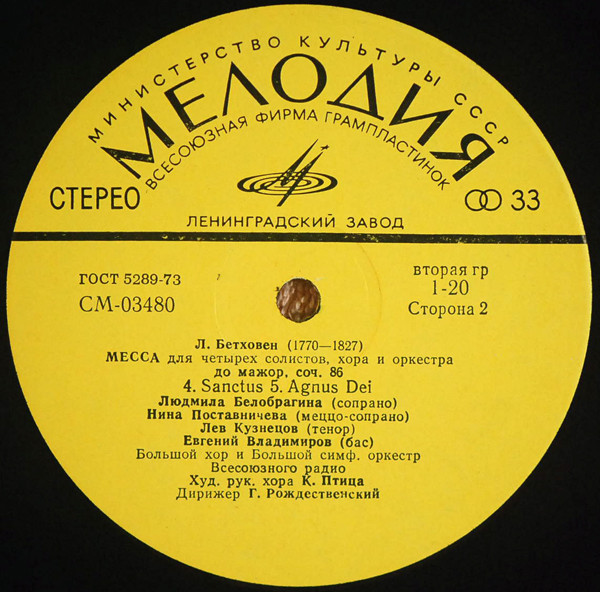 МИНИСТЕРСТВО КУЛЬТУРЫ СССР
МЕЛОДИЯ
ВСЕСОЮЗНАЯ ФИРМА ГРАМПЛАСТИНОК
СТЕРЕО
33
ЛЕНИНГРАДСКИЙ ЗАВОД
ГОСТ 5289-73
СМ-03480
вторая гр
1-20
Сторона 2
Л. Бетховен (1770—1827)
МЕССА для четырех солистов, хора и оркестра
до мажор, соч. 86
4. Sanctus 5. Agnus Dei
Людмила Белобрагина (сопрано)
Нина Поставничева (меццо-сопрано)
Лев Кузнецов (тенор)
Евгений Владимиров (бас)
Большой хор и Большой симф. оркестр
Всесоюзного радио
Худ. рук. хора К. Птица
Дирижер Г. Рождественский